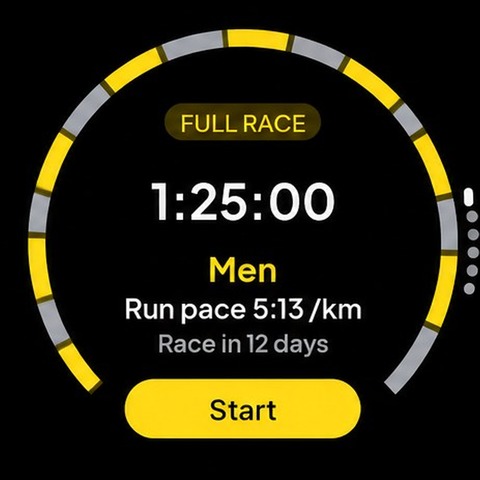 FULL RACE
1:25:00
Men
Run pace 5:13 /km
Race in 12 days
Start